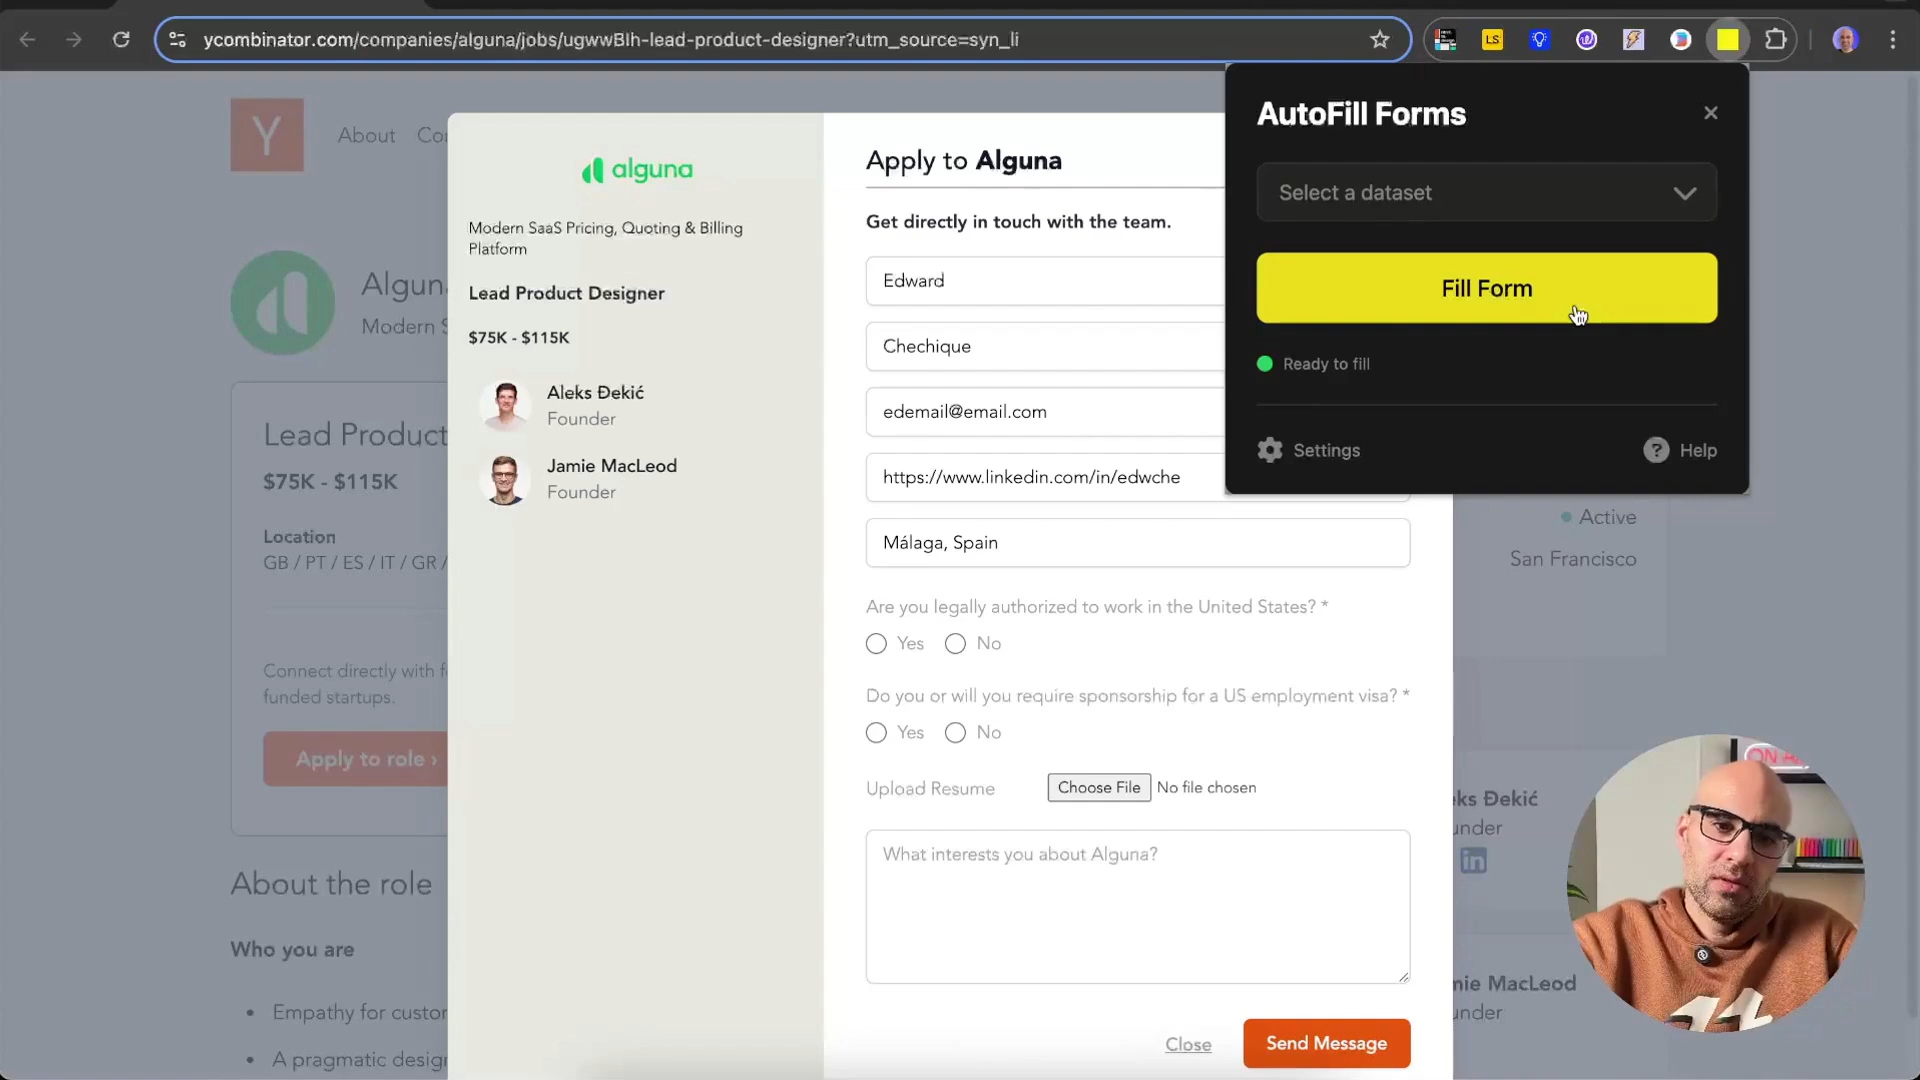 ycombinator.com/companies/alguna/jobs/ugwwBlh-lead-product-designer?utm_source=syn_li
LS
Y
About
AutoFill Forms
Select a dataset
Fill Form
Ready to fill
Settings
? Help
alguna
Modern SaaS Pricing, Quoting & Billing
Platform
Lead Product Designer
$75K - $115K
Aleks Đekić
Founder
Jamie MacLeod
Founder
Apply to Alguna
Get directly in touch with the team.
Edward
Chechique
edemail@email.com
https://www.linkedin.com/in/edwche
Málaga, Spain
Are you legally authorized to work in the United States? *
Yes No
Do you or will you require sponsorship for a US employment visa? *
Yes No
Upload Resume Choose File No file chosen
What interests you about Alguna?
Close Send Message
Lead Product
$75K - $115K
Location
GB / PT / ES / IT / GR /
Connect directly with
funded startups.
Apply to role ›
About the role
Who you are
• Empathy for
• A pragmatic
Active
San Francisco
Đekić
in
MacLeod
ON